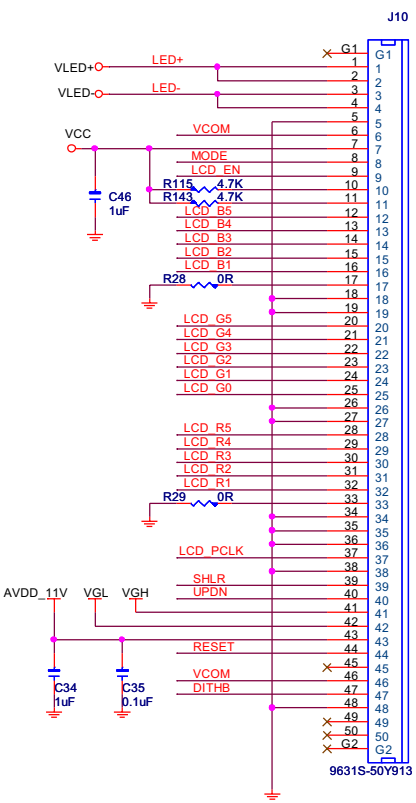 J10
G1 G1
VLED+ LED+ 1 1
2 2
VLED- LED- 3 3
4 4
5 5
VCOM 6 6
VCC 7 7
MODE 8 8
LCD_EN 9 9
R115 4.7K 10 10
R143 4.7K 11 11
C46
1uF
LCD_B5 12 12
LCD_B4 13 13
LCD_B3 14 14
LCD_B2 15 15
LCD_B1 16 16
R28 0R 17 17
18 18
19 19
LCD_G5 20 20
LCD_G4 21 21
LCD_G3 22 22
LCD_G2 23 23
LCD_G1 24 24
LCD_G0 25 25
26 26
27 27
LCD_R5 28 28
LCD_R4 29 29
LCD_R3 30 30
LCD_R2 31 31
LCD_R1 32 32
R29 0R 33 33
34 34
35 35
36 36
LCD_PCLK 37 37
38 38
SHLR 39 39
AVDD_11V VGL VGH UPDN 40 40
41 41
42 42
43 43
RESET 44 44
45 45
C34
1uF
C35
0.1uF
VCOM 46 46
DITHB 47 47
48 48
49 49
50 50
G2 G2
9631S-50Y913